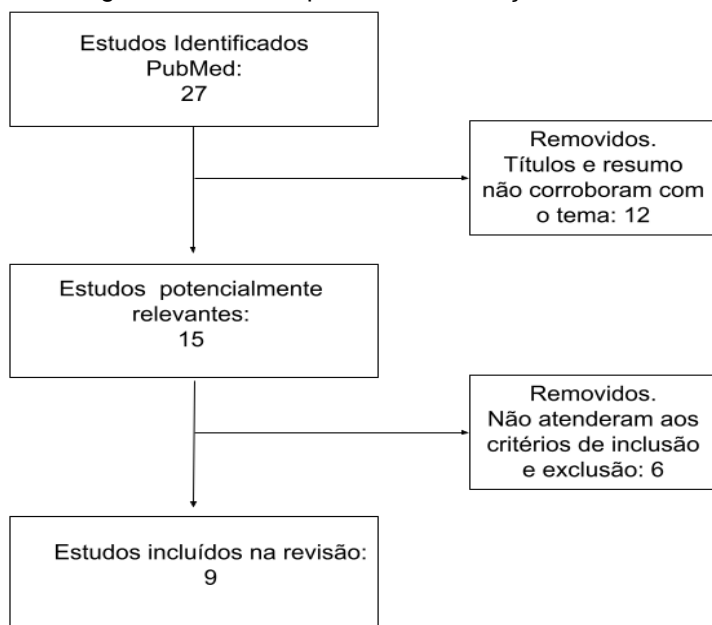 Estudos Identificados
PubMed:
27
Removidos.
Títulos e resumo
não corroboram com
o tema: 12
Estudos potencialmente
relevantes:
15
Removidos.
Não atenderam aos
critérios de inclusão
e exclusão: 6
Estudos incluídos na revisão:
9